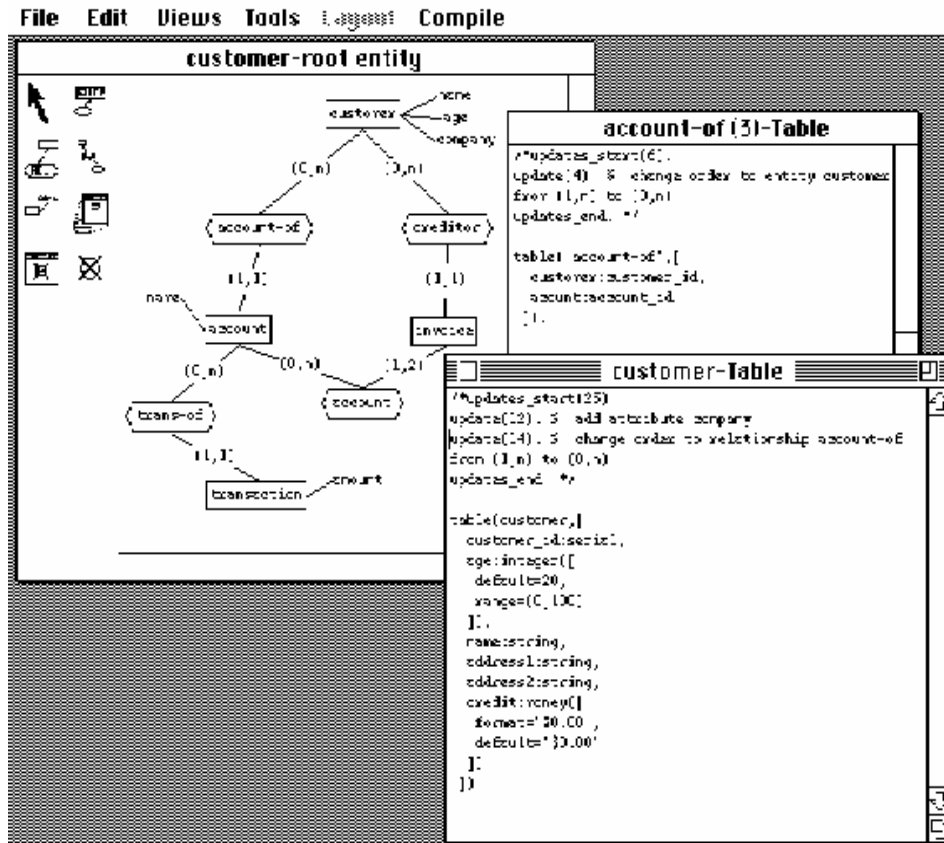 File Edit Views Tools Layout Compile
customer-root entity
customer
name
age
company
(0,n) (0,n)
account-of creditor
(1,1) (1,1)
name
account invoice
(0,n) (0,n) (1,2)
trans-of account
(1,1)
transtction amount
account-of (3)-Table
/*updates_start(6).
update(4) % change order to entity customer
from (1,n) to (0,n)
updates_end. */
table( account-of',[
customer:customer_id,
acount:account_id
]).
customer-Table
/*updates_start(25)
update(12). % add attribute company
update(14). % change order to relationship account-of
from (1,n) to (0,n)
updates_end */
table(customer,[
customer_id:serial,
age:integer([
default=20,
range=(0,100)
]),
name:string,
address1:string,
address2:string,
credit:money([
format='$0.00',
default='$0.00'
])
])